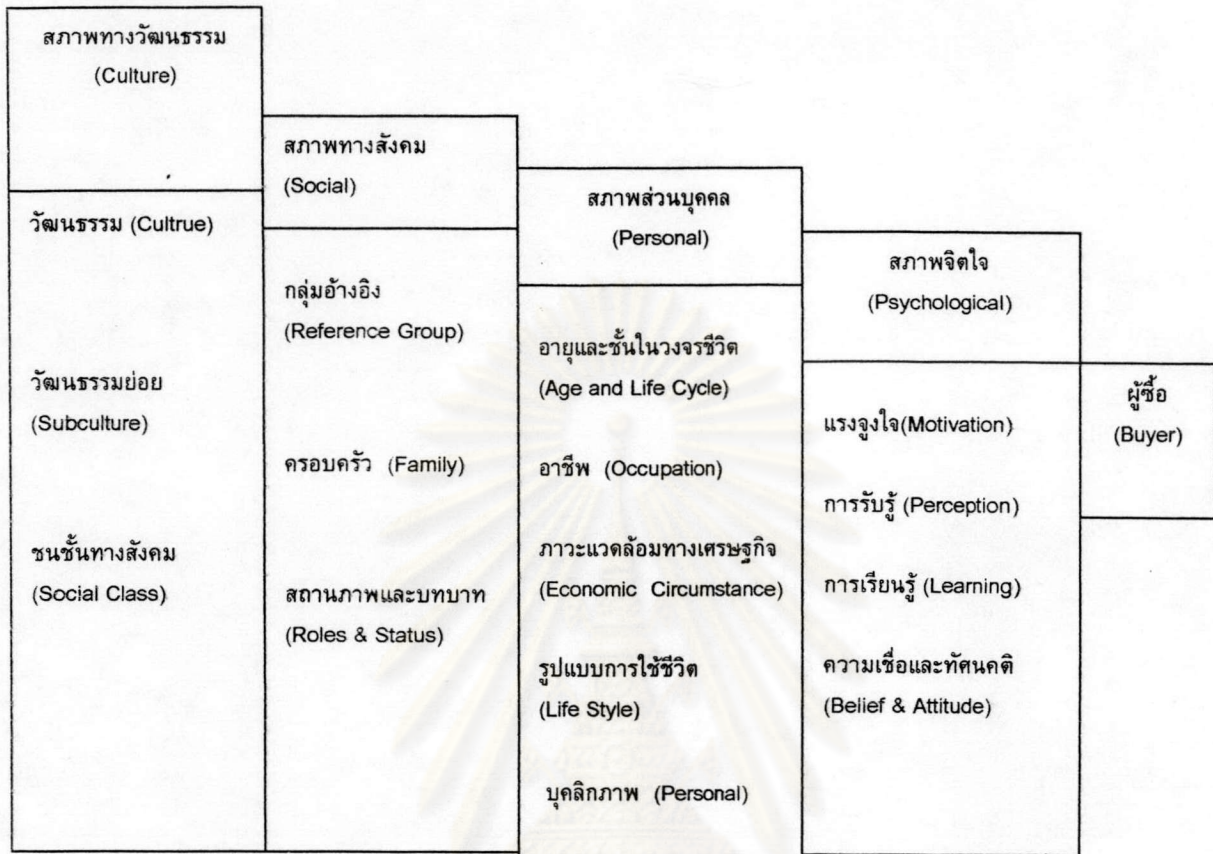 สภาพทางวัฒนธรรม
(Culture)
วัฒนธรรม (Cultrue)
วัฒนธรรมย่อย
(Subculture)
ชนชั้นทางสังคม
(Social Class)
สภาพทางสังคม
(Social)
กลุ่มอ้างอิง
(Reference Group)
ครอบครัว (Family)
สถานภาพและบทบาท
(Roles & Status)
สภาพส่วนบุคคล
(Personal)
อายุและชั้นในวงจรชีวิต
(Age and Life Cycle)
อาชีพ (Occupation)
ภาวะแวดล้อมทางเศรษฐกิจ
(Economic Circumstance)
รูปแบบการใช้ชีวิต
(Life Style)
บุคลิกภาพ (Personal)
สภาพจิตใจ
(Psychological)
แรงจูงใจ(Motivation)
การรับรู้ (Perception)
การเรียนรู้ (Learning)
ความเชื่อและทัศนคติ
(Belief & Attitude)
ผู้ซื้อ
(Buyer)